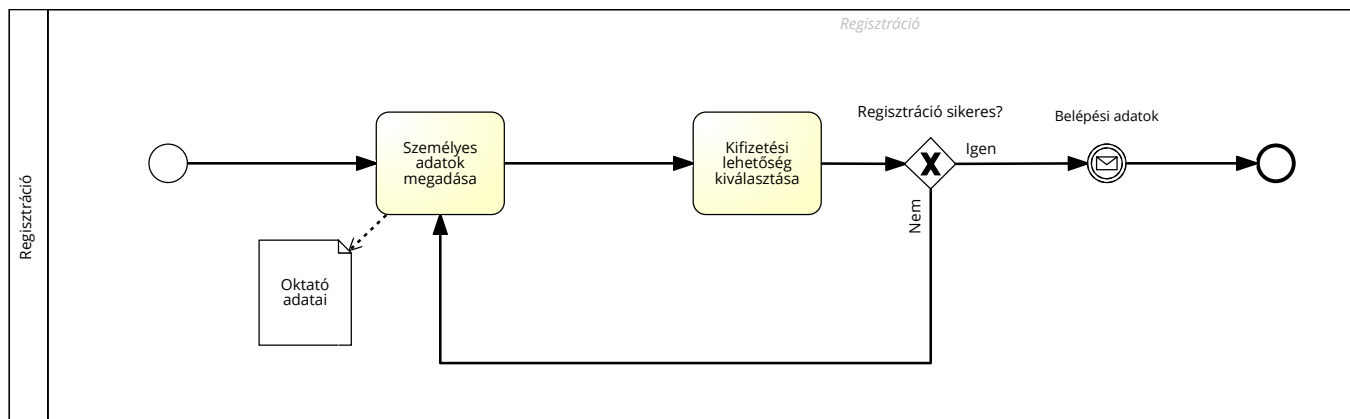 Regisztráció
Regisztráció
Személyes
adatok
megadása
Kifizetési
lehetőség
kiválasztása
Regisztráció sikeres?
Igen
Nem
Belépési adatok
Oktató
adatai